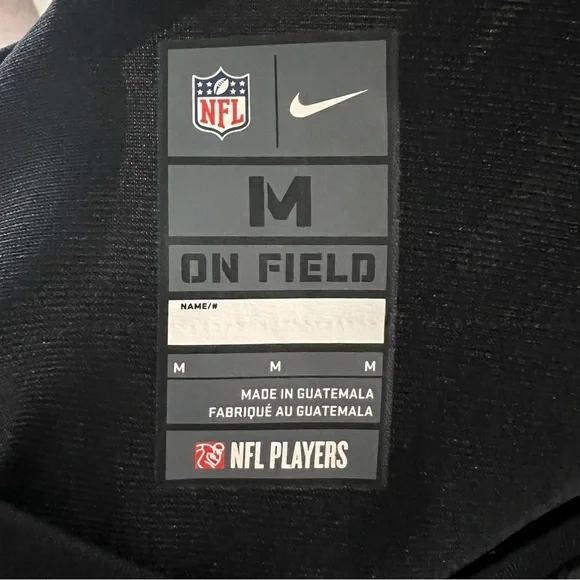 NFL
M
ON FIELD
NAME/#
M M M
MADE IN GUATEMALA
FABRIQUÉ AU GUATEMALA
NFL PLAYERS